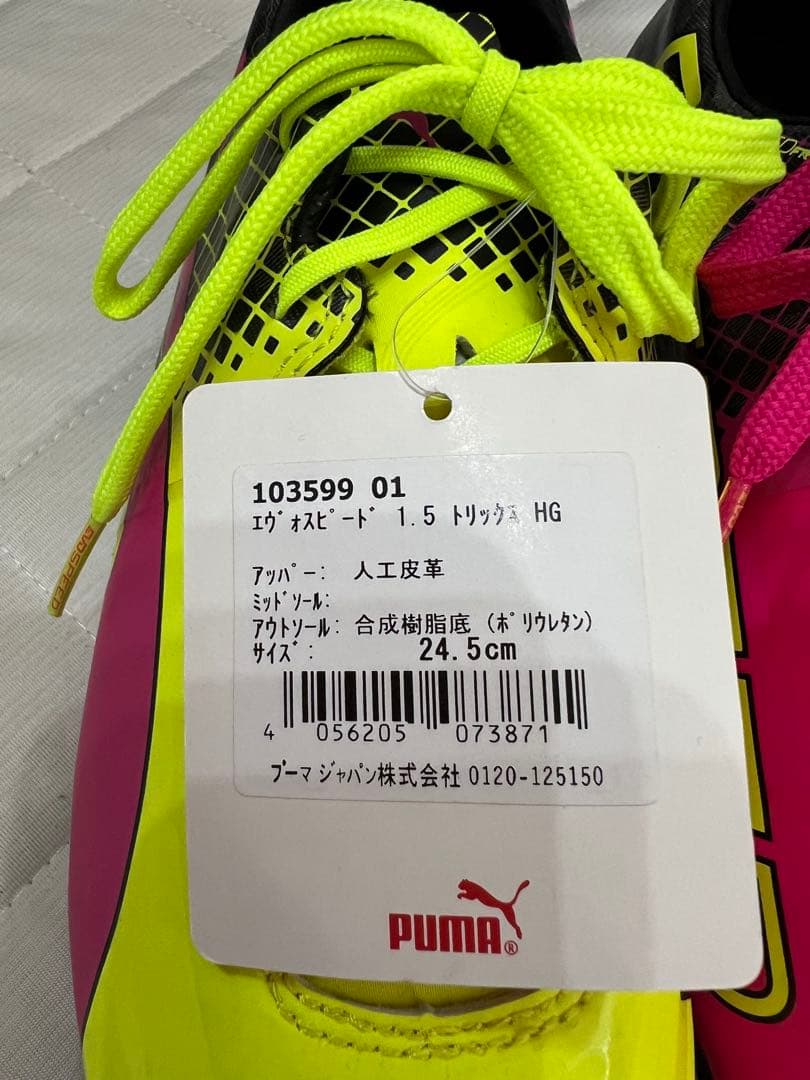 103599 01
ｴｳﾞｫｽﾋﾟｰﾄﾞ 1.5 ﾄﾘｯｸｽ HG
ｱｯﾊﾟｰ: 人工皮革
ﾐｯﾄﾞｿｰﾙ:
ｱｳﾄｿｰﾙ: 合成樹脂底 (ﾎﾟﾘｳﾚﾀﾝ)
ｻｲｽﾞ: 24.5cm
4 056205 073871
ﾌﾟｰﾏ ｼﾞｬﾊﾟﾝ株式会社 0120-125150
PUMA®
evoSPEED